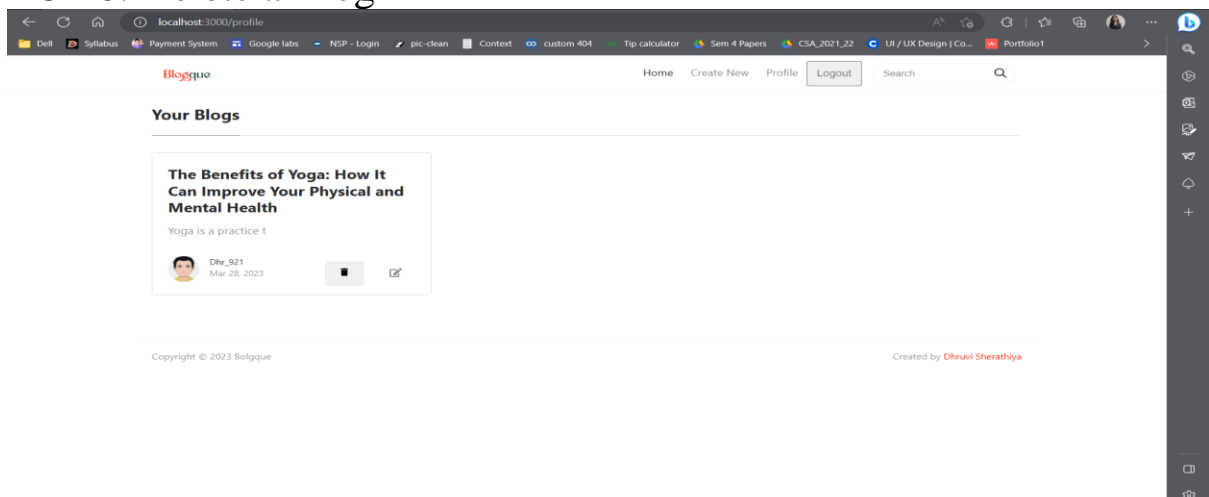 localhost:3000/profile
Dell Syllabus Payment System Google labs NSP - Login pic-clean Context custom 404 Tip calculator Sem 4 Papers CSA_2021_22 UI / UX Design | Co... Portfolio1
Blogque Home Create New Profile Logout Search
Your Blogs
The Benefits of Yoga: How It
Can Improve Your Physical and
Mental Health
Yoga is a practice t
Dhr_921
Mar 28, 2023
Copyright © 2023 Bolgque Created by Dhruvi Sherathiya